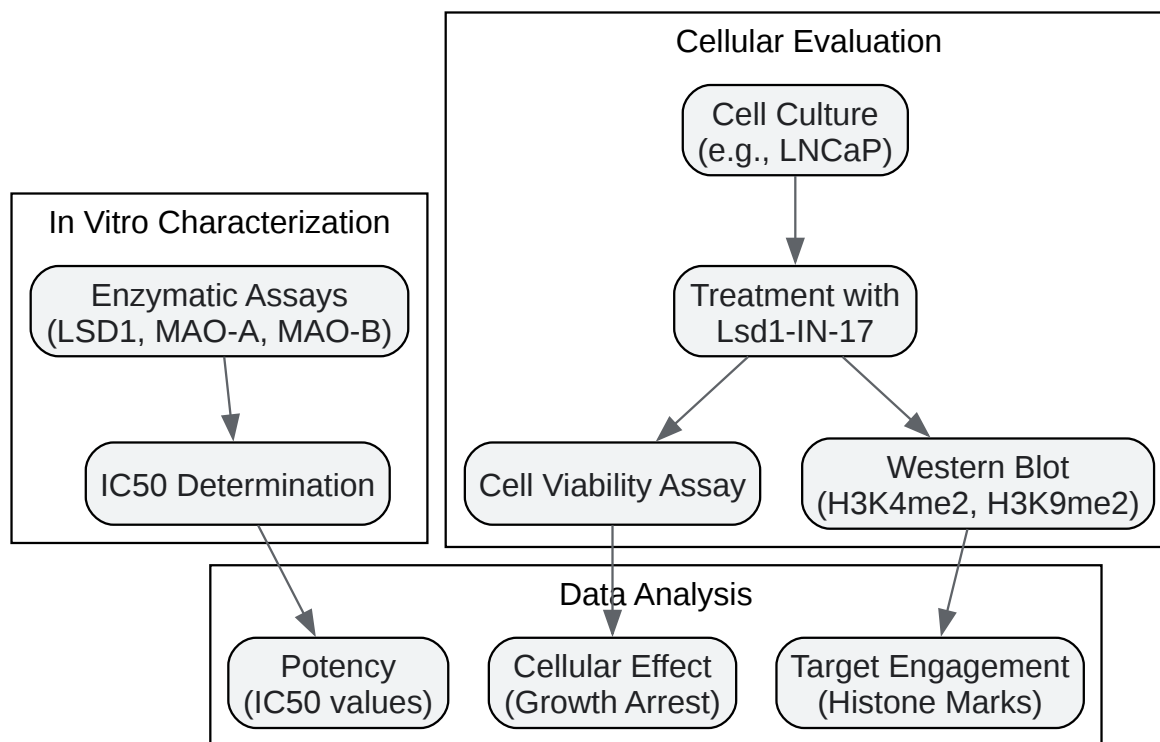 Cellular Evaluation
Cell Culture
(e.g., LNCaP)
Treatment with
Lsd1-IN-17
Cell Viability Assay
Western Blot
(H3K4me2, H3K9me2)
In Vitro Characterization
Enzymatic Assays
(LSD1, MAO-A, MAO-B)
IC50 Determination
Data Analysis
Potency
(IC50 values)
Cellular Effect
(Growth Arrest)
Target Engagement
(Histone Marks)